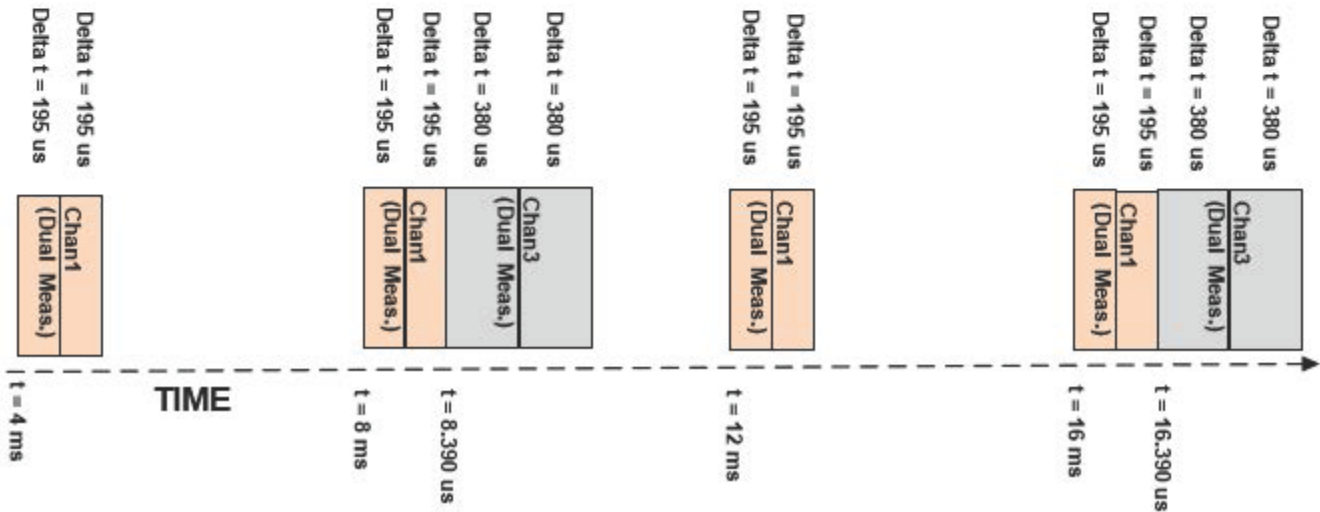 Delta t = 195 us
Delta t = 195 us
Delta t = 195 us
Delta t = 195 us
Delta t = 380 us
Delta t = 380 us
Delta t = 195 us
Delta t = 195 us
Delta t = 195 us
Delta t = 195 us
Delta t = 380 us
Delta t = 380 us
Chan1
(Dual Meas.)
Chan1
(Dual Meas.)
Chan3
(Dual Meas.)
Chan1
(Dual Meas.)
Chan1
(Dual Meas.)
Chan3
(Dual Meas.)
t = 4 ms
TIME
t = 8 ms
t = 8.390 us
t = 12 ms
t = 16 ms
t = 16.390 us